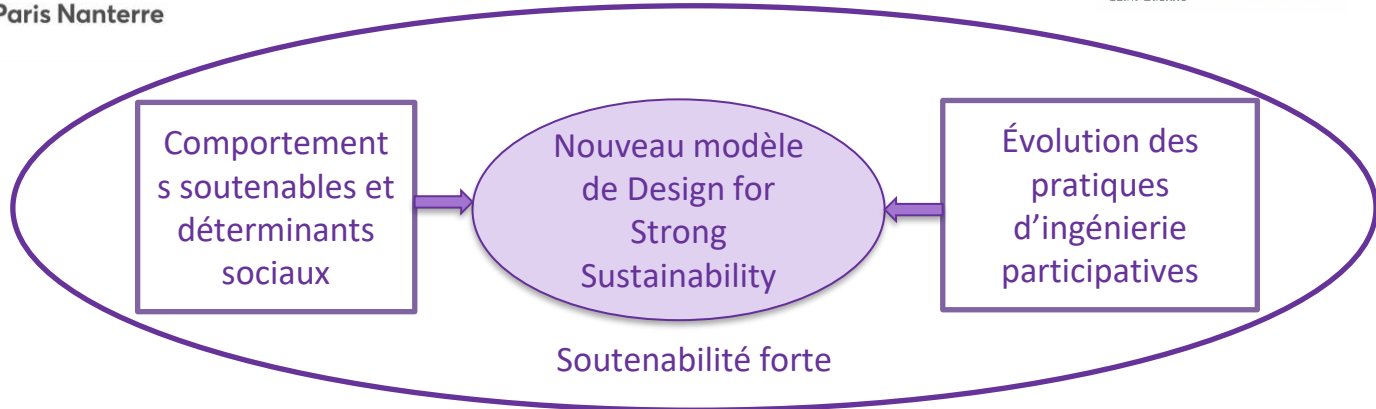 Paris Nanterre
Comportement
s soutenables et
déterminants
sociaux
Nouveau modèle
de Design for
Strong
Sustainability
Évolution des
pratiques
d’ingénierie
participatives
Soutenabilité forte